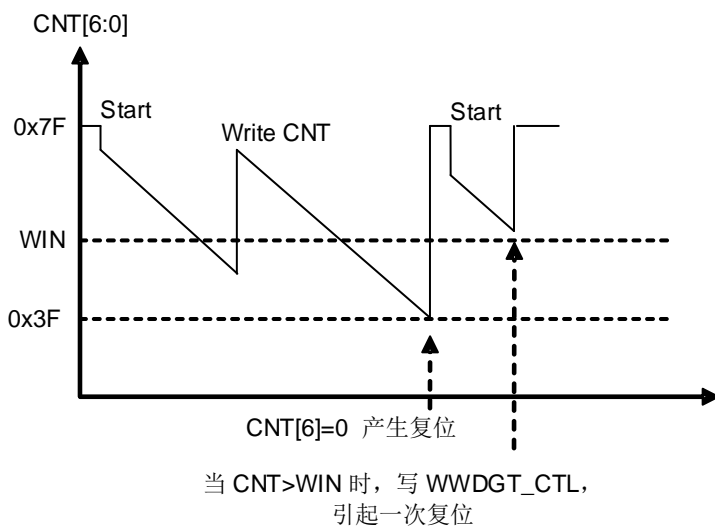 CNT[6:0]
Start
Start
0x7F
Write CNT
WIN
0x3F
CNT[6]=0 产生复位
当 CNT>WIN 时，写 WWDGT_CTL，
引起一次复位